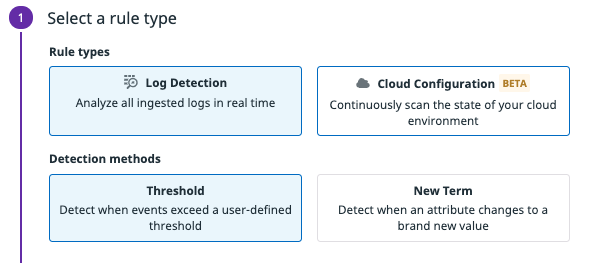 1 Select a rule type
Rule types
Log Detection
Analyze all ingested logs in real time
Cloud Configuration BETA
Continuously scan the state of your cloud
environment
Detection methods
Threshold
Detect when events exceed a user-defined
threshold
New Term
Detect when an attribute changes to a
brand new value